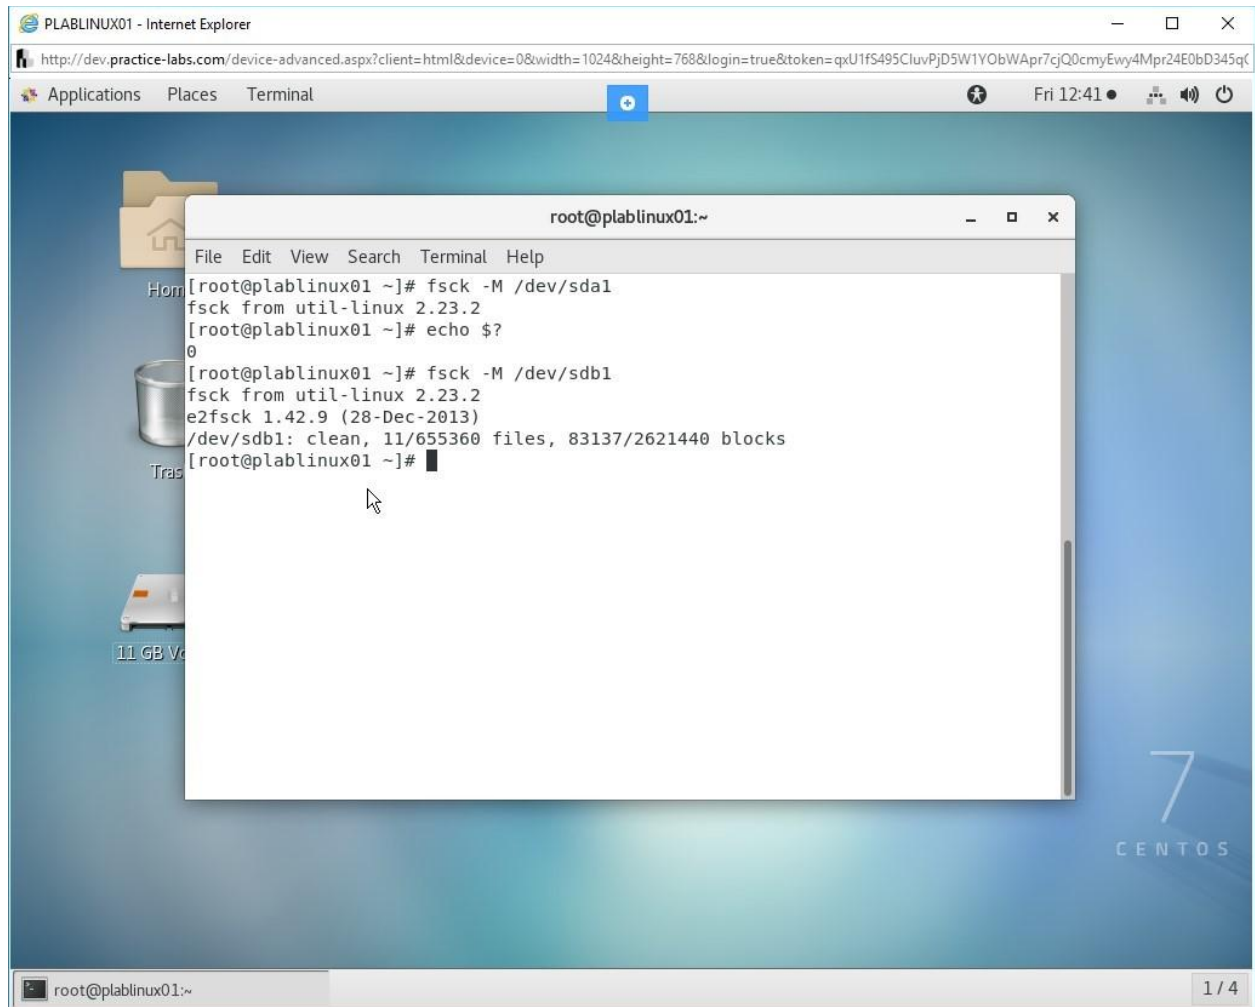 PLABLINUX01 - Internet Explorer
http://dev.practice-labs.com/device-advanced.aspx?client=html&device=0&width=1024&height=768&login=true&token=qxU1fS495CIuvPjD5W1YObWApr7cjQ0cmyEwy4Mpr24E0bD345q(
Applications Places Terminal Fri 12:41
root@plablinux01:~
File Edit View Search Terminal Help
[root@plablinux01 ~]# fsck -M /dev/sda1
fsck from util-linux 2.23.2
[root@plablinux01 ~]# echo $?
0
[root@plablinux01 ~]# fsck -M /dev/sdb1
fsck from util-linux 2.23.2
e2fsck 1.42.9 (28-Dec-2013)
/dev/sdb1: clean, 11/655360 files, 83137/2621440 blocks
[root@plablinux01 ~]#
Hom
Tras
11 GB Vo
7
CENTOS
root@plablinux01:~
1 / 4